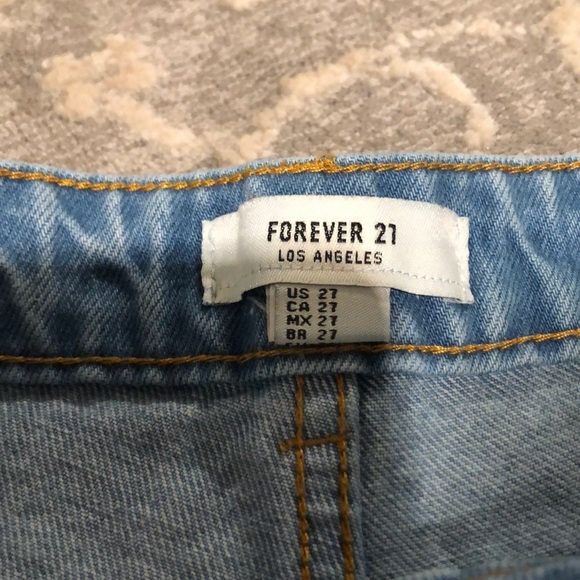 FOREVER 21
LOS ANGELES
US 27
CA 27
MX 27
BR 27